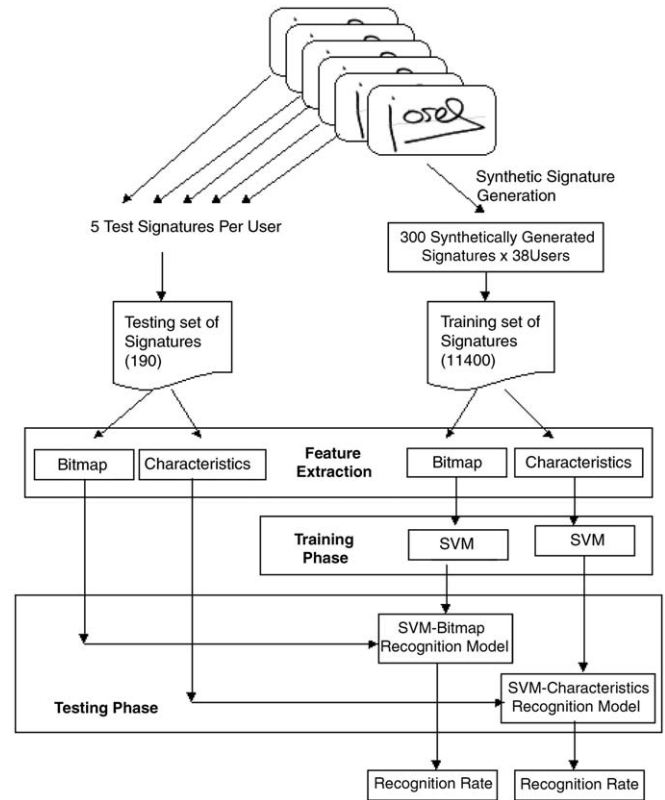 josep
Synthetic Signature
Generation
5 Test Signatures Per User
300 Synthetically Generated
Signatures x 38Users
Testing set of
Signatures
(190)
Training set of
Signatures
(11400)
Feature
Extraction
Bitmap
Characteristics
Bitmap
Characteristics
Training
Phase
SVM
SVM
SVM-Bitmap
Recognition Model
SVM-Characteristics
Recognition Model
Testing Phase
Recognition Rate
Recognition Rate